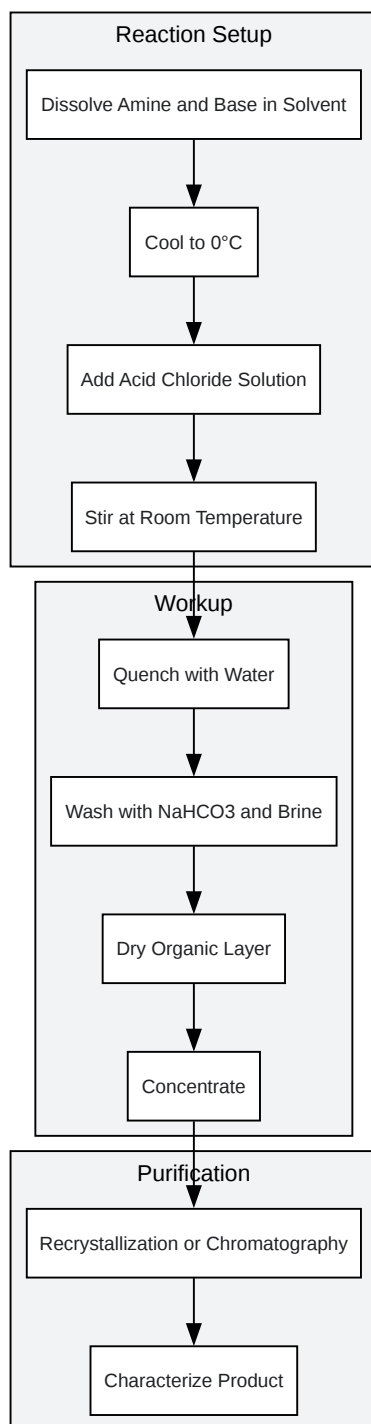 Reaction Setup
Dissolve Amine and Base in Solvent
Cool to 0°C
Add Acid Chloride Solution
Stir at Room Temperature
Workup
Quench with Water
Wash with NaHCO3 and Brine
Dry Organic Layer
Concentrate
Purification
Recrystallization or Chromatography
Characterize Product